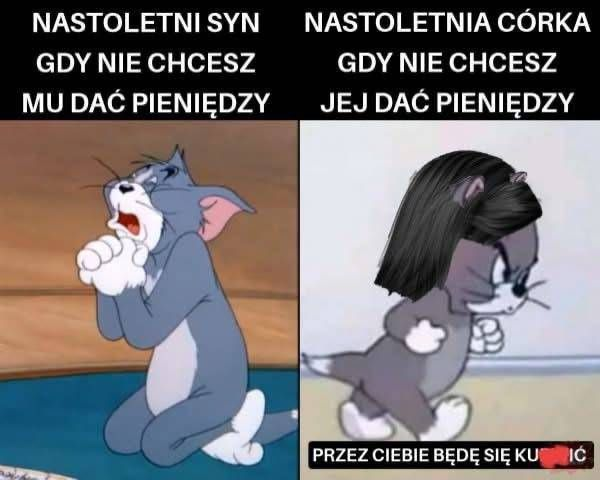 NASTOLETNI SYN
GDY NIE CHCESZ
MU DAĆ PIENIĘDZY
NASTOLETNIA CÓRKA
GDY NIE CHCESZ
JEJ DAĆ PIENIĘDZY
PRZEZ CIEBIE BĘDĘ SIĘ